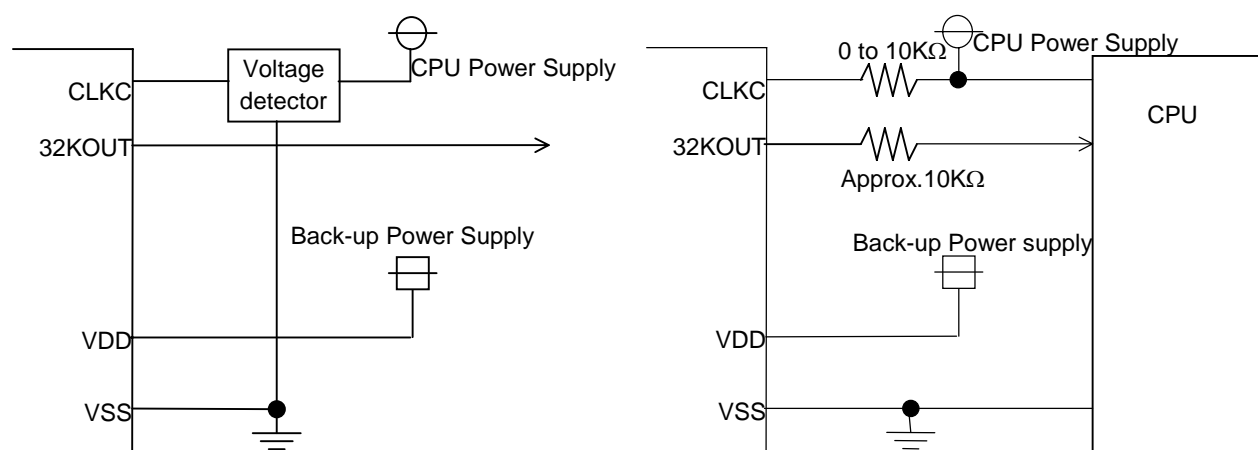 CLKC
Voltage
detector
CPU Power Supply
32KOUT
Back-up Power Supply
VDD
VSS
0 to 10KΩ
CPU Power Supply
CLKC
CPU
32KOUT
Approx.10KΩ
Back-up Power supply
VDD
VSS